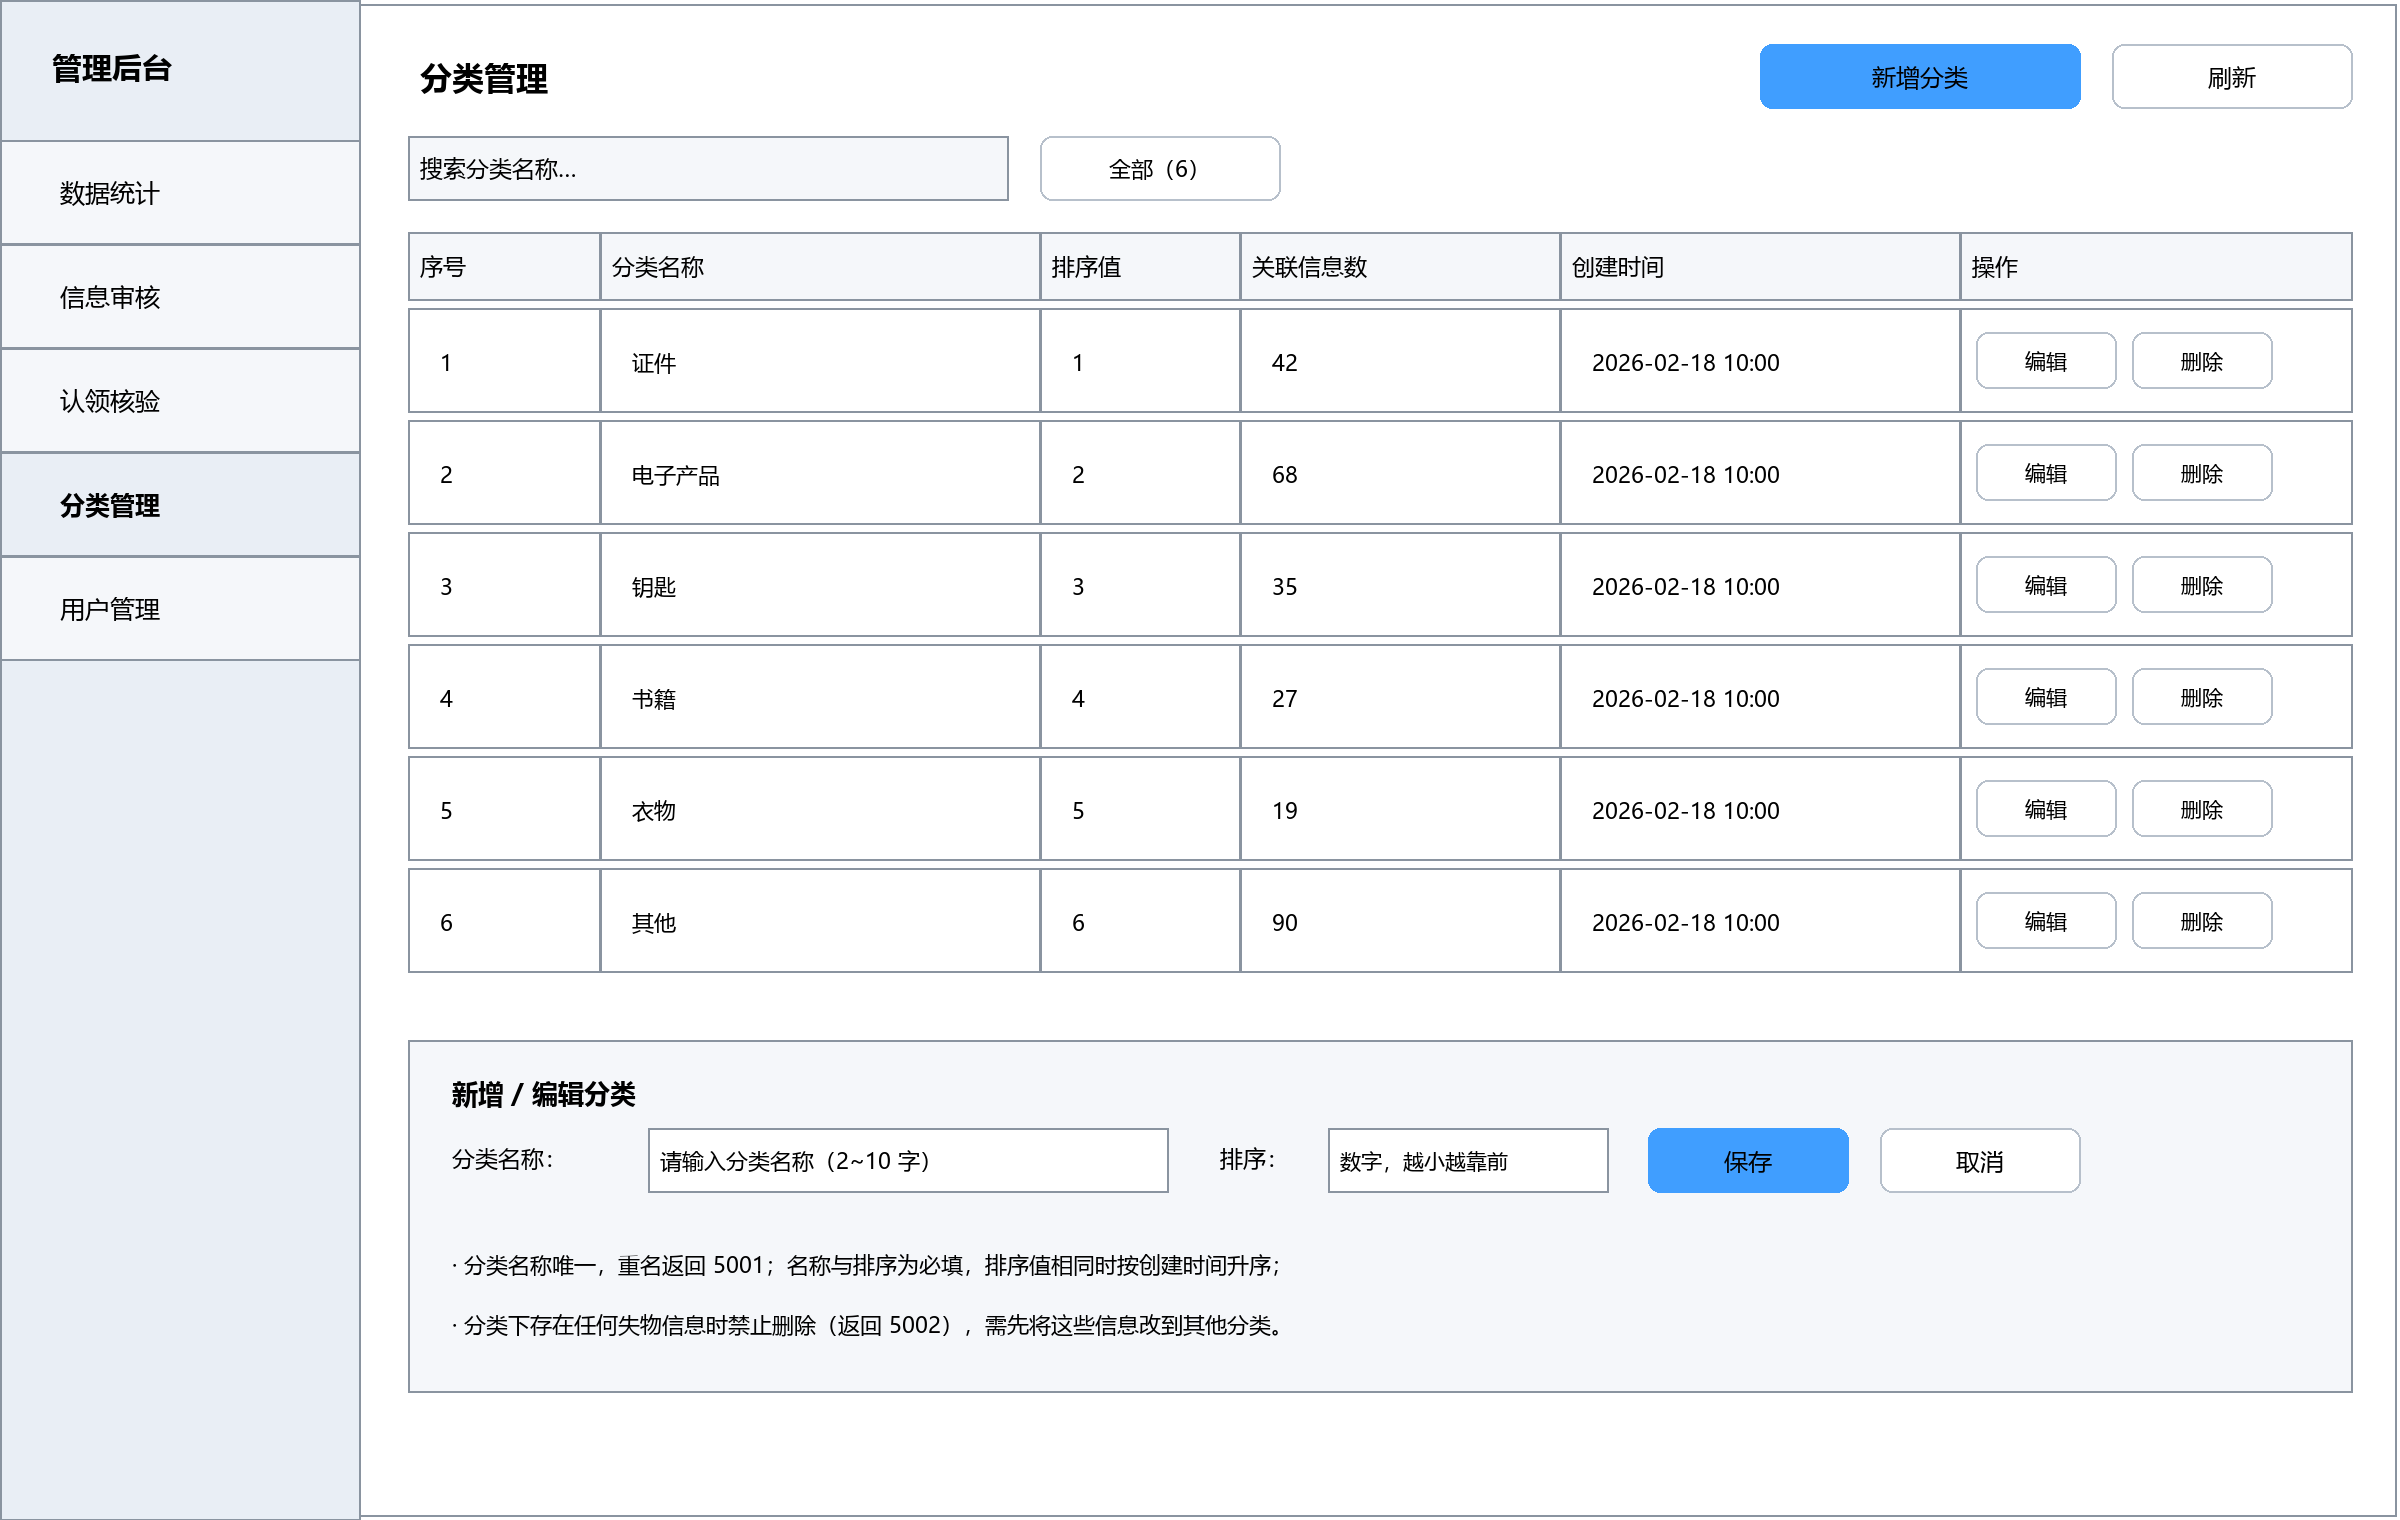 管理后台
数据统计
信息审核
认领核验
分类管理
用户管理
分类管理
新增分类 刷新
搜索分类名称... 全部（6）
序号 分类名称 排序值 关联信息数 创建时间 操作
1 证件 1 42 2026-02-18 10:00 编辑 删除
2 电子产品 2 68 2026-02-18 10:00 编辑 删除
3 钥匙 3 35 2026-02-18 10:00 编辑 删除
4 书籍 4 27 2026-02-18 10:00 编辑 删除
5 衣物 5 19 2026-02-18 10:00 编辑 删除
6 其他 6 90 2026-02-18 10:00 编辑 删除
新增 / 编辑分类
分类名称： 请输入分类名称（2~10 字） 排序： 数字，越小越靠前 保存 取消
· 分类名称唯一，重名返回 5001；名称与排序为必填，排序值相同时按创建时间升序；
· 分类下存在任何失物信息时禁止删除（返回 5002），需先将这些信息改到其他分类。